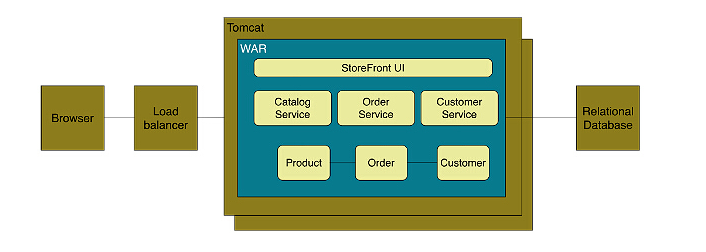 Tomcat
WAR
StoreFront UI
Catalog
Service
Order
Service
Customer
Service
Browser
Load
balancer
Relational
Database
Product
Order
Customer